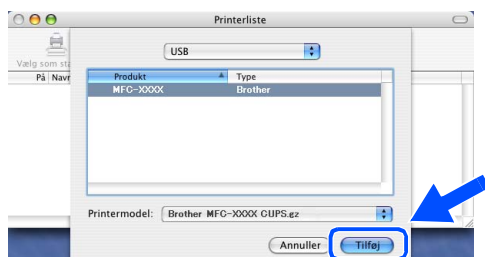 Printerliste
USB
Vælg som sta
På Navr
Produkt Type
MFC-XXXX Brother
Printermodel: Brother MFC-XXXX CUPS.gz
Annuller Tilføj